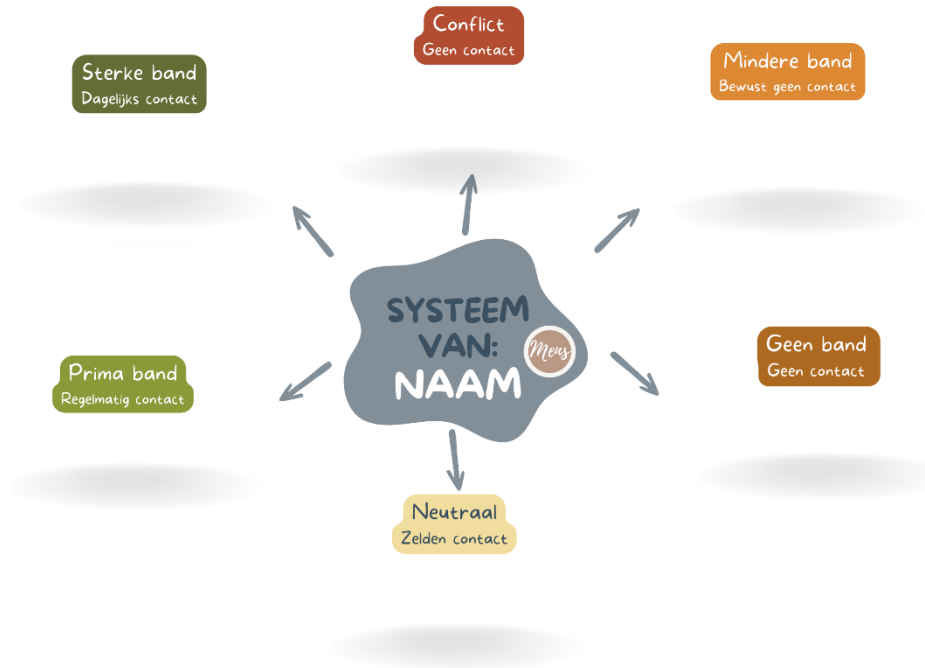 Conflict
Geen contact
Sterke band
Dagelijks contact
Mindere band
Bewust geen contact
SYSTEEM
VAN:
NAAM
Mens
Prima band
Regelmatig contact
Geen band
Geen contact
Neutraal
Zelden contact